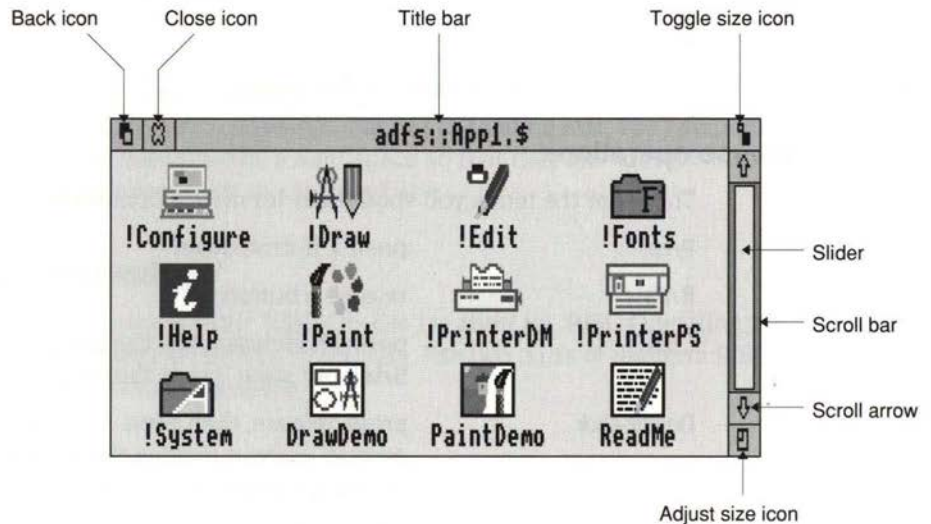 Back icon Close icon Title bar Toggle size icon
adfs::App1.$
!Configure !Draw !Edit !Fonts
Slider
!Help !Paint !PrinterDM !PrinterPS
Scroll bar
Scroll arrow
!System DrawDemo PaintDemo ReadMe
Adjust size icon